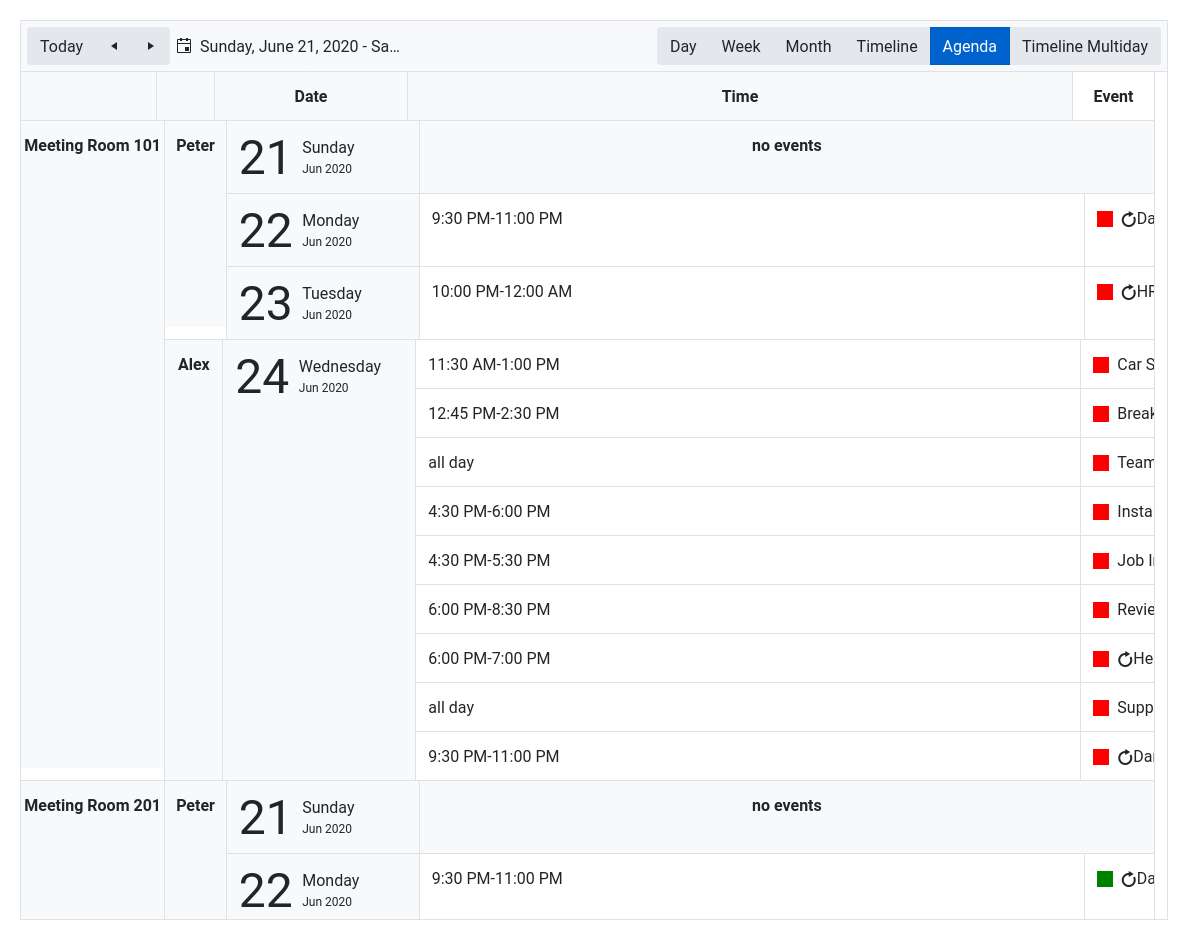 Today
Sunday, June 21, 2020 - Sa...
Day Week Month Timeline Agenda Timeline Multiday
Date Time Event
Meeting Room 101 Peter 21 Sunday no events
Jun 2020
22 Monday 9:30 PM-11:00 PM Da
Jun 2020
23 Tuesday 10:00 PM-12:00 AM HR
Jun 2020
Alex 24 Wednesday 11:30 AM-1:00 PM Car S
Jun 2020
12:45 PM-2:30 PM Break
all day Team
4:30 PM-6:00 PM Insta
4:30 PM-5:30 PM Job I
6:00 PM-8:30 PM Revie
6:00 PM-7:00 PM He
all day Supp
9:30 PM-11:00 PM Da
Meeting Room 201 Peter 21 Sunday no events
Jun 2020
22 Monday 9:30 PM-11:00 PM Da
Jun 2020